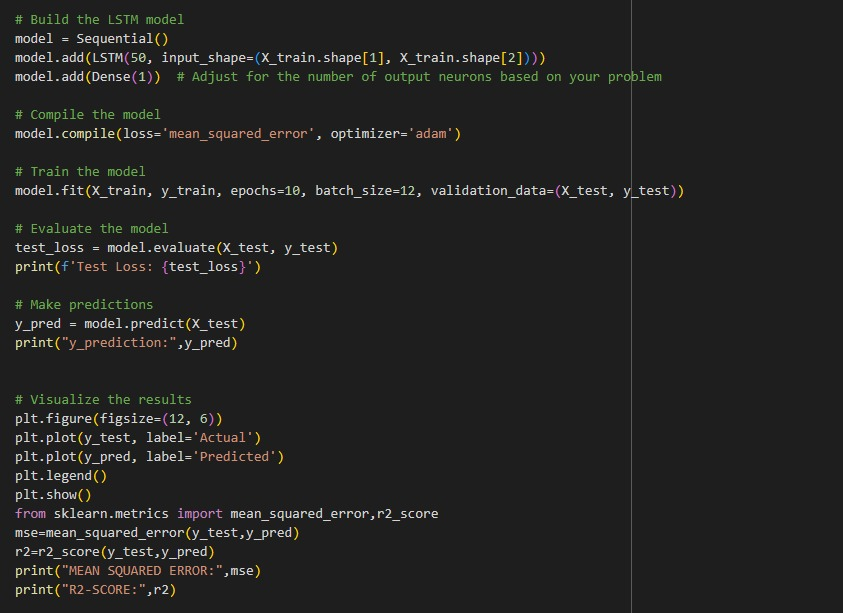 # Build the LSTM model
model = Sequential()
model.add(LSTM(50, input_shape=(X_train.shape[1], X_train.shape[2])))
model.add(Dense(1))  # Adjust for the number of output neurons based on your problem
# Compile the model
model.compile(loss='mean_squared_error', optimizer='adam')
# Train the model
model.fit(X_train, y_train, epochs=10, batch_size=12, validation_data=(X_test, y_test))
# Evaluate the model
test_loss = model.evaluate(X_test, y_test)
print(f'Test Loss: {test_loss}')
# Make predictions
y_pred = model.predict(X_test)
print("y_prediction:",y_pred)
# Visualize the results
plt.figure(figsize=(12, 6))
plt.plot(y_test, label='Actual')
plt.plot(y_pred, label='Predicted')
plt.legend()
plt.show()
from sklearn.metrics import mean_squared_error,r2_score
mse=mean_squared_error(y_test,y_pred)
r2=r2_score(y_test,y_pred)
print("MEAN SQUARED ERROR:",mse)
print("R2-SCORE:",r2)